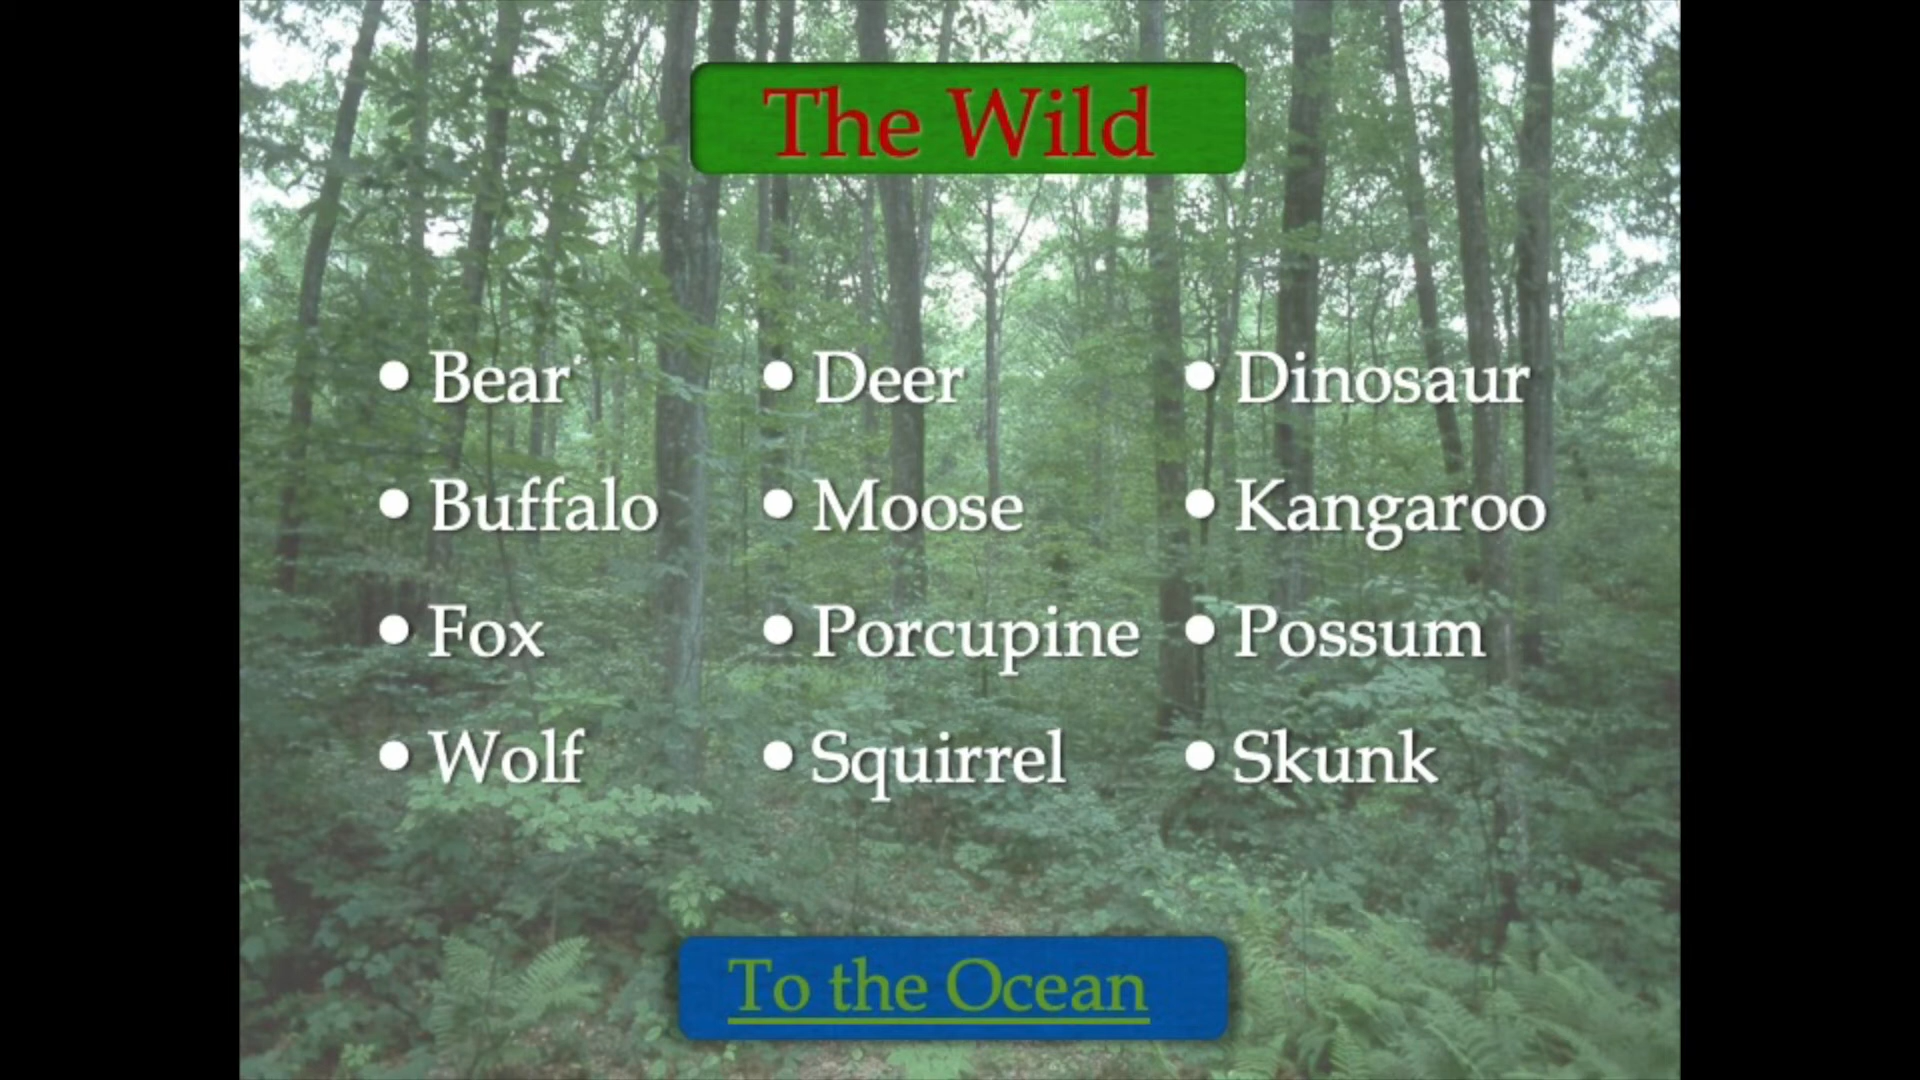 The Wild
• Bear
• Buffalo
• Fox
• Wolf
• Deer
• Moose
• Porcupine
• Squirrel
• Dinosaur
• Kangaroo
• Possum
• Skunk
To the Ocean